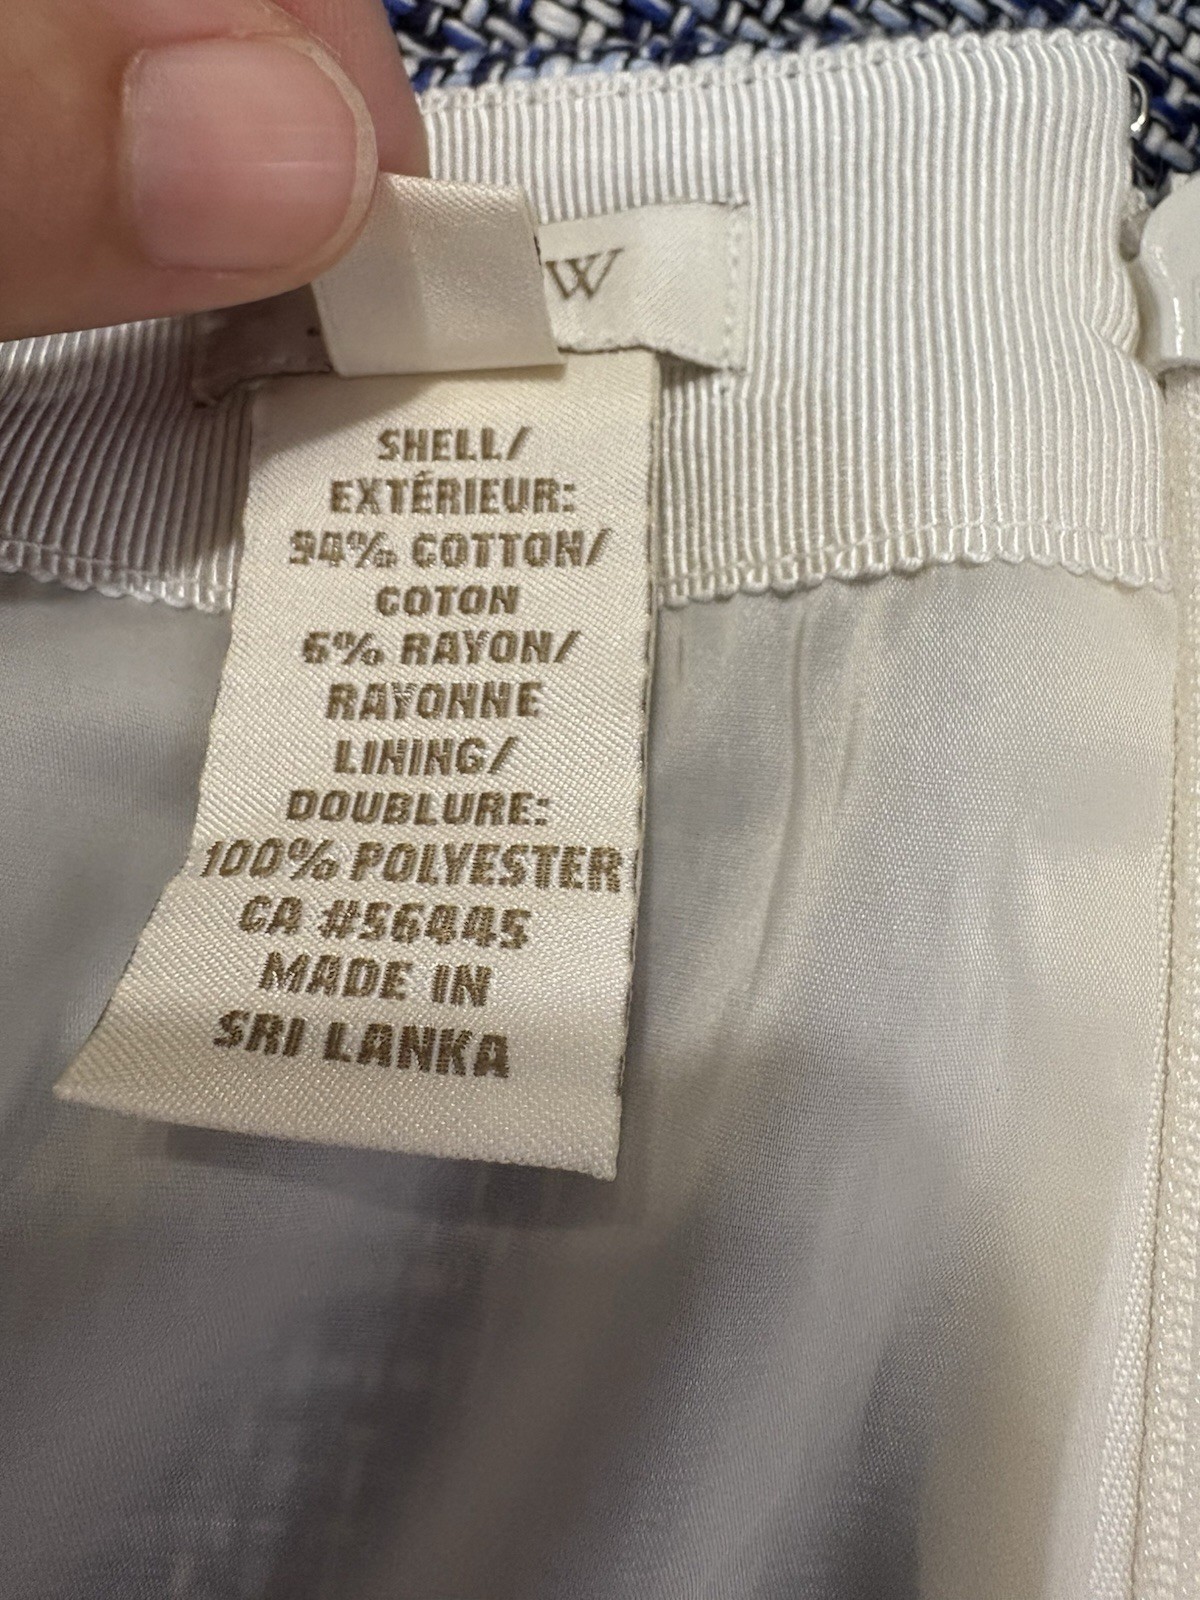 W
SHELL/
EXTÉRIEUR:
94% COTTON/
COTON
6% RAYON/
RAYONNE
LINING/
DOUBLURE:
100% POLYESTER
CA #56445
MADE IN
SRI LANKA